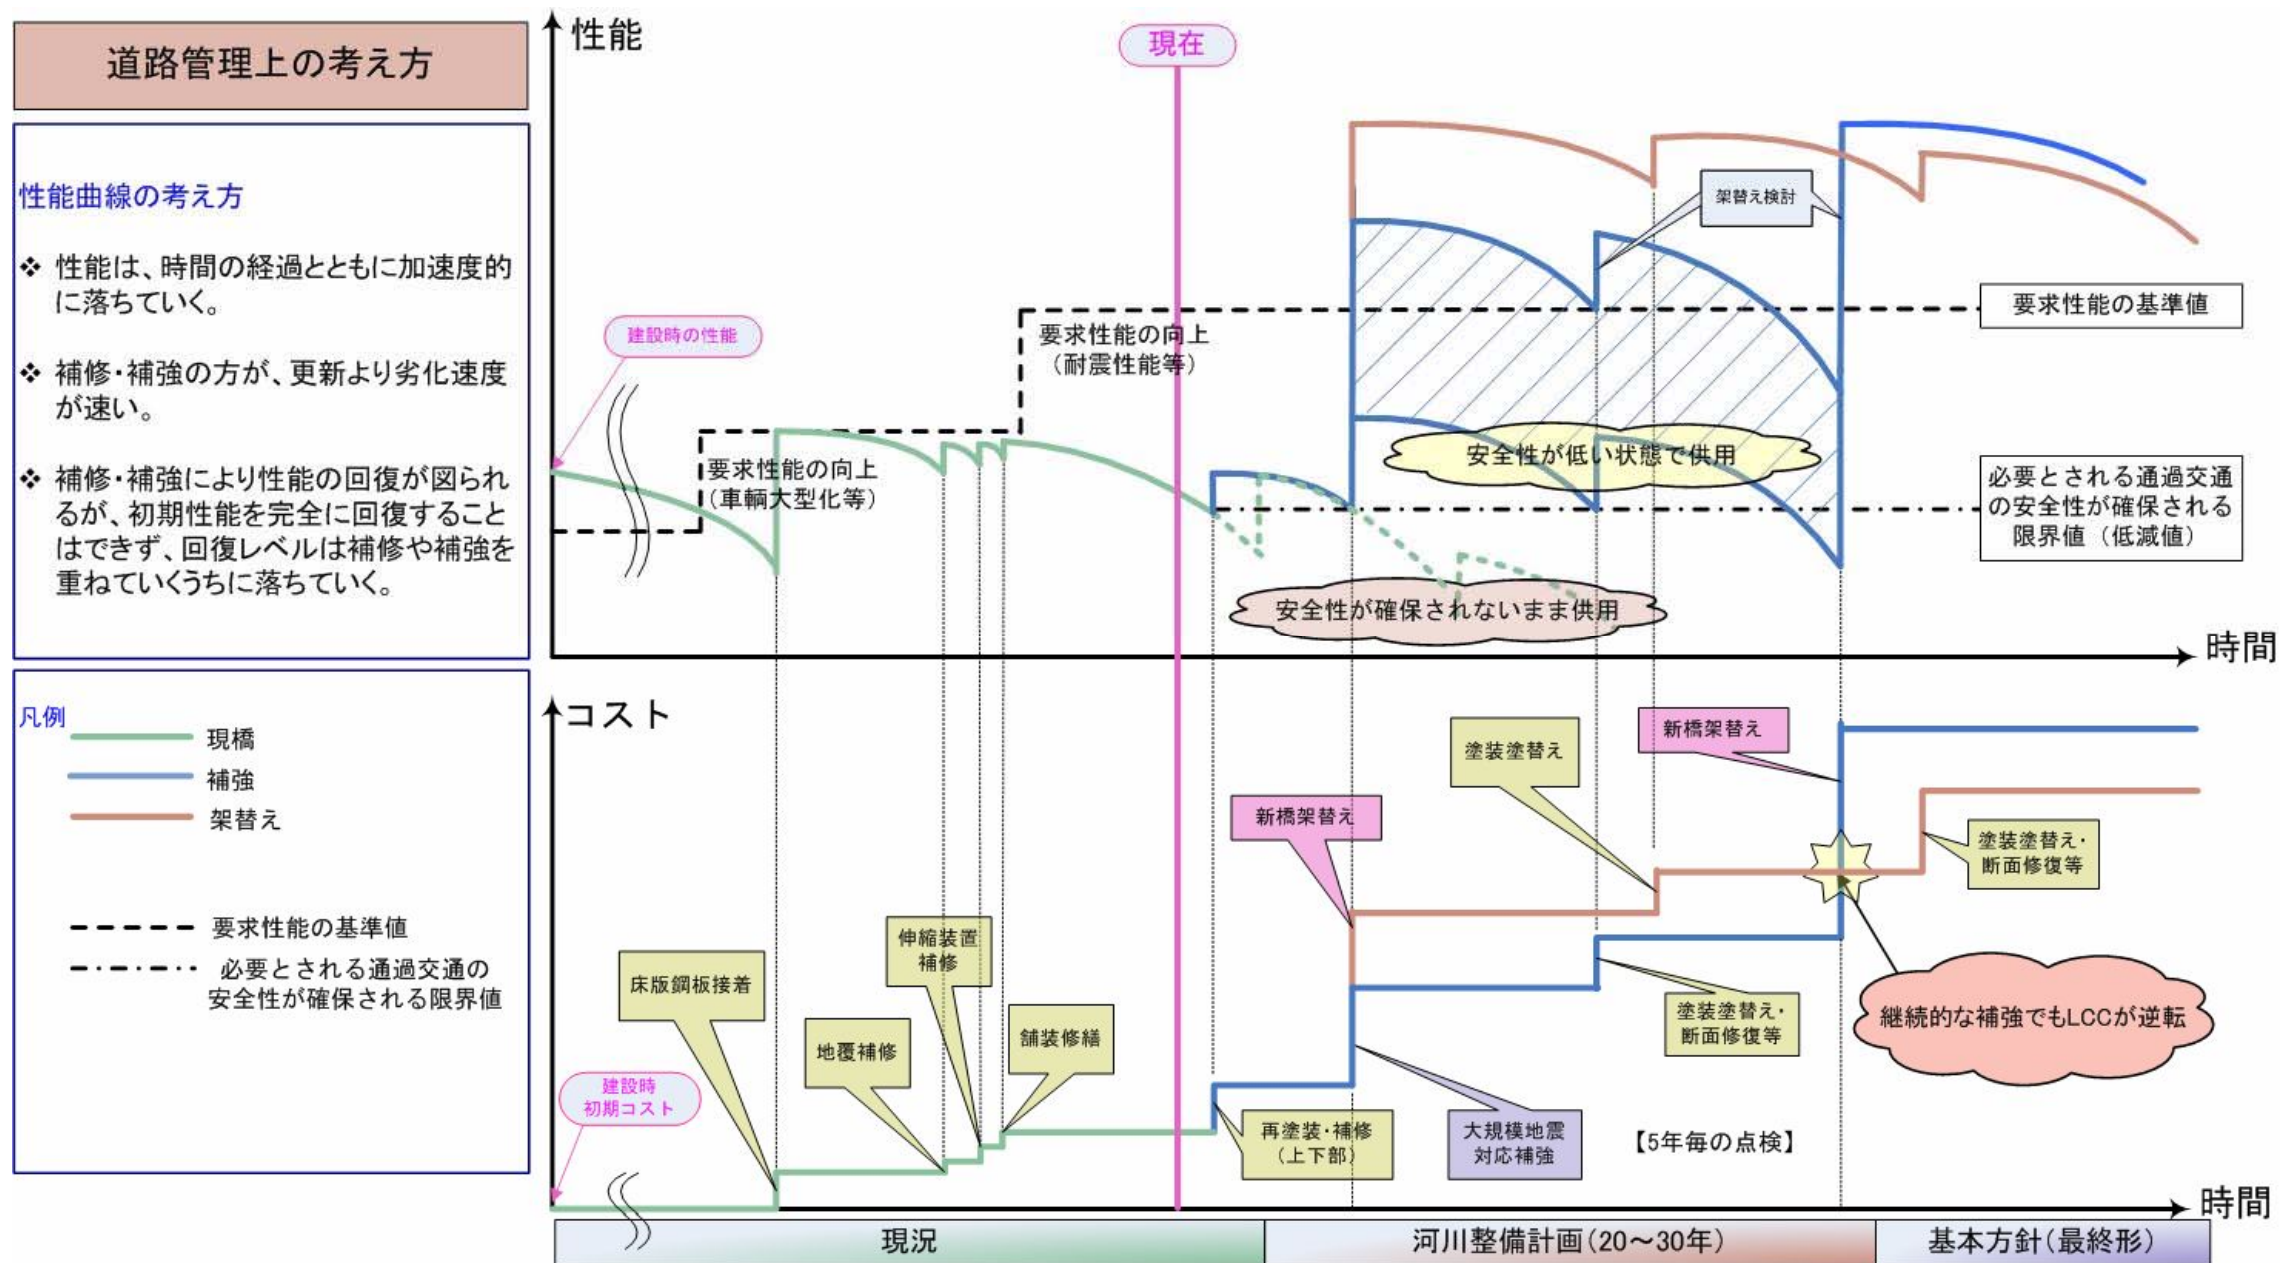 道路管理上の考え方
性能曲線の考え方
❖ 性能は、時間の経過とともに加速度的
に落ちていく。
❖ 補修・補強の方が、更新より劣化速度
が速い。
❖ 補修・補強により性能の回復が図られ
るが、初期性能を完全に回復すること
はできず、回復レベルは補修や補強を
重ねていくうちに落ちていく。
凡例
現橋
補強
架替え
要求性能の基準値
必要とされる通過交通の
安全性が確保される限界値
性能
現在
建設時の性能
要求性能の向上
（車輌大型化等）
要求性能の向上
（耐震性能等）
架替え検討
要求性能の基準値
安全性が低い状態で供用
必要とされる通過交通
の安全性が確保される
限界値（低減値）
安全性が確保されないまま供用
時間
コスト
建設時
初期コスト
床版鋼板接着
地覆補修
伸縮装置
補修
舗装修繕
新橋架替え
塗装塗替え
新橋架替え
塗装塗替え・
断面修復等
塗装塗替え・
断面修復等
継続的な補強でもLCCが逆転
再塗装・補修
（上下部）
大規模地震
対応補強
【5年毎の点検】
時間
現況
河川整備計画（20～30年）
基本方針（最終形）